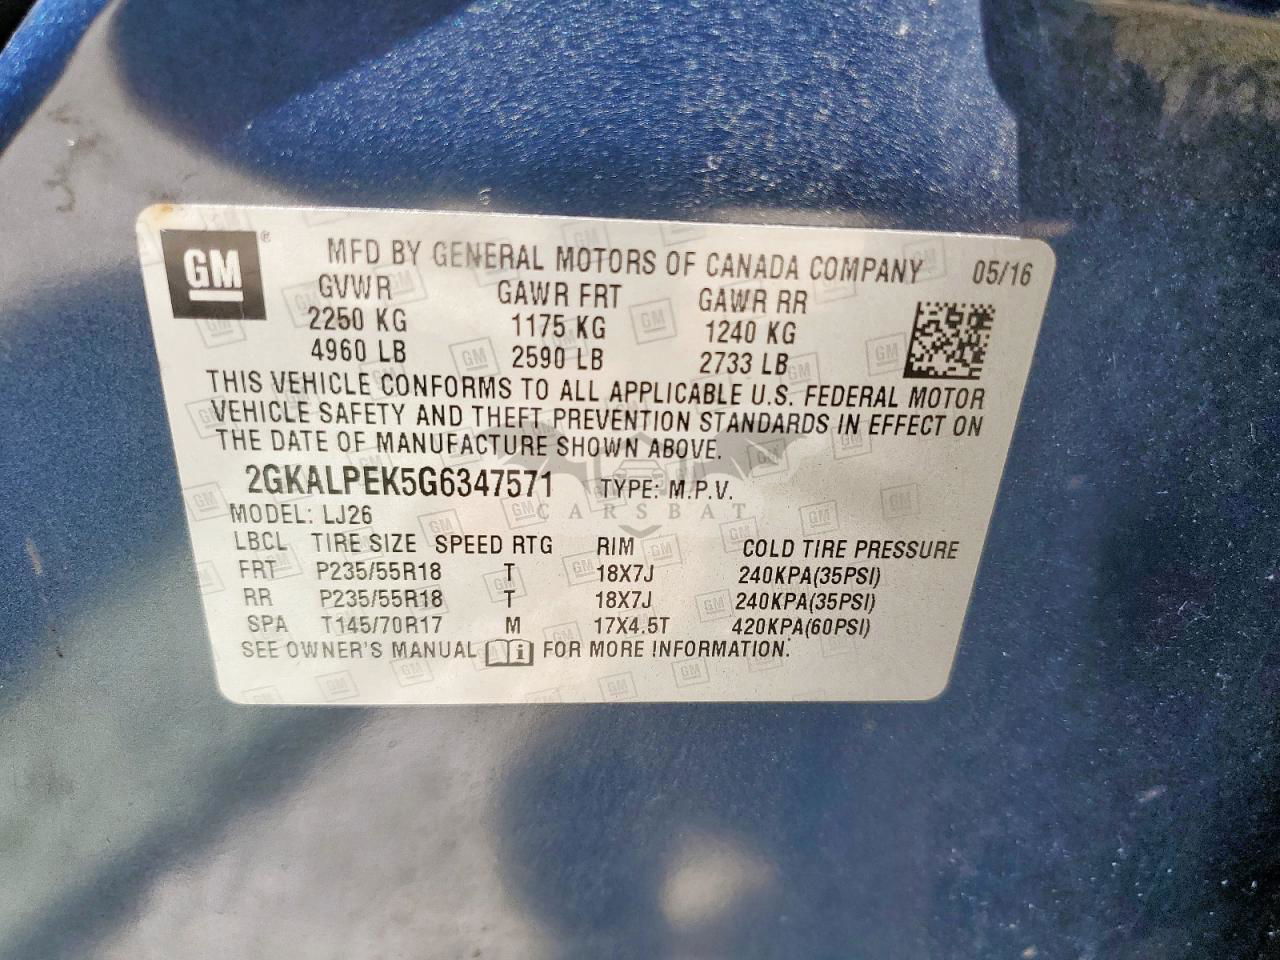 GM® MFD BY GENERAL MOTORS OF CANADA COMPANY 05/16
GVWR GAWR FRT GAWR RR
2250 KG 1175 KG 1240 KG
4960 LB 2590 LB 2733 LB
THIS VEHICLE CONFORMS TO ALL APPLICABLE U.S. FEDERAL MOTOR
VEHICLE SAFETY AND THEFT PREVENTION STANDARDS IN EFFECT ON
THE DATE OF MANUFACTURE SHOWN ABOVE.
2GKALPEK5G6347571 TYPE: M.P.V.
CARSBAT
MODEL: LJ26
LBCL TIRE SIZE SPEED RTG RIM COLD TIRE PRESSURE
FRT P235/55R18 T 18X7J 240KPA(35PSI)
RR P235/55R18 T 18X7J 240KPA(35PSI)
SPA T145/70R17 M 17X4.5T 420KPA(60PSI)
SEE OWNER'S MANUAL i FOR MORE INFORMATION.